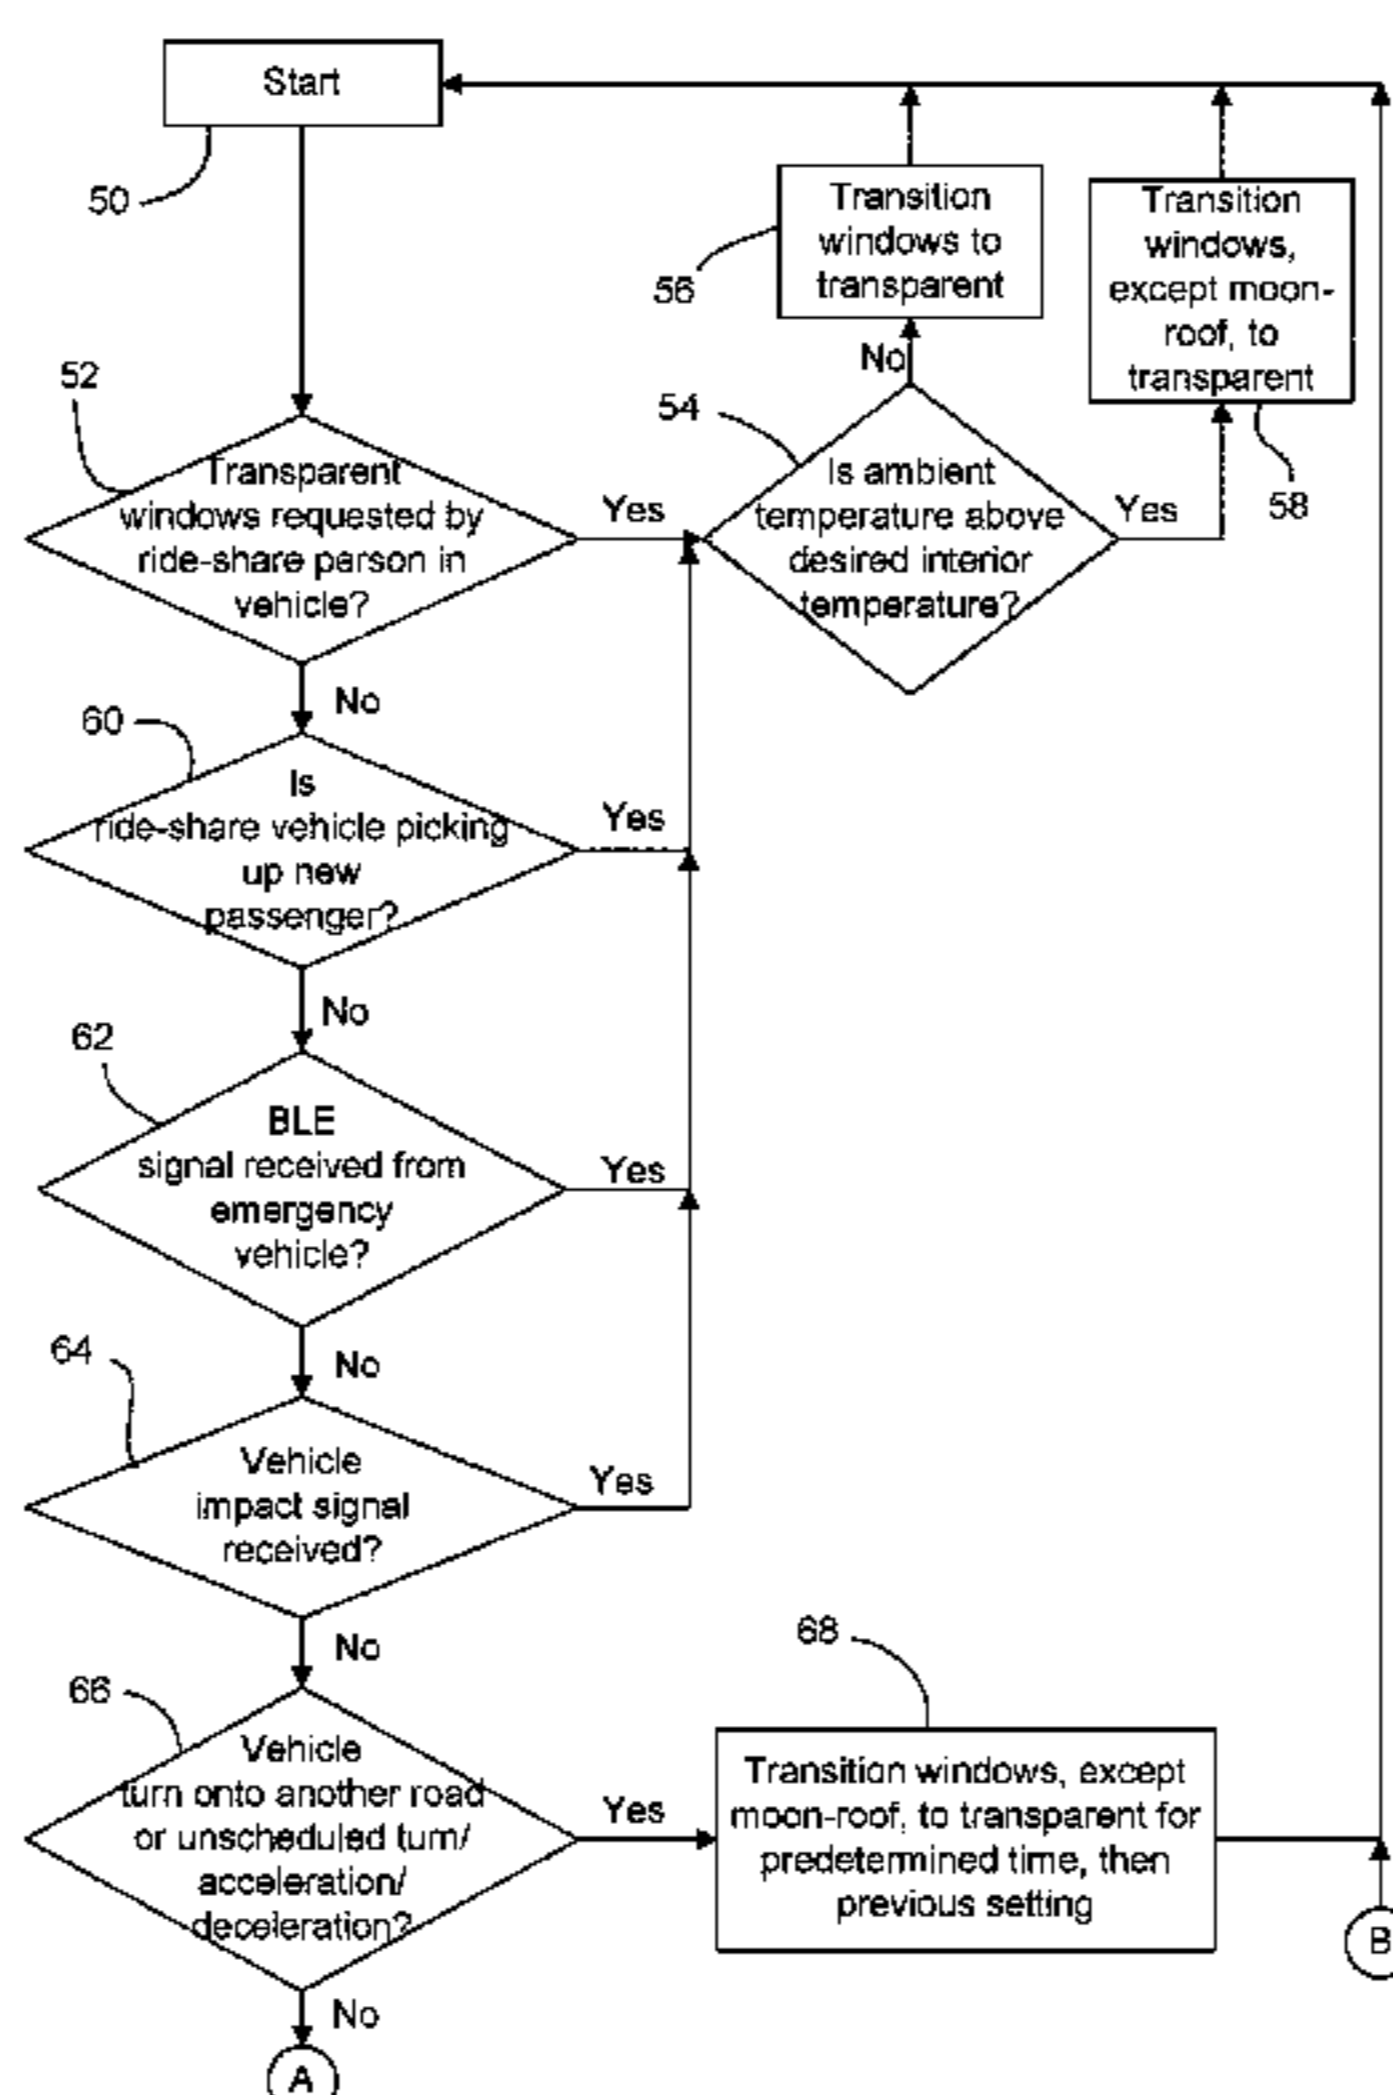 Start
50
Transition
windows to
transparent
56
Transition
windows,
except moon-
roof, to
transparent
58
No
52
Transparent
windows requested by
ride-share person in
vehicle?
Yes
54
Is ambient
temperature above
desired interior
temperature?
Yes
No
60
Is
ride-share vehicle picking
up new
passenger?
Yes
No
62
BLE
signal received from
emergency
vehicle?
Yes
No
64
Vehicle
impact signal
received?
Yes
No
66
Vehicle
turn onto another road
or unscheduled turn/
acceleration/
deceleration?
Yes
68
Transition windows, except
moon-roof, to transparent for
predetermined time, then
previous setting
B
No
A